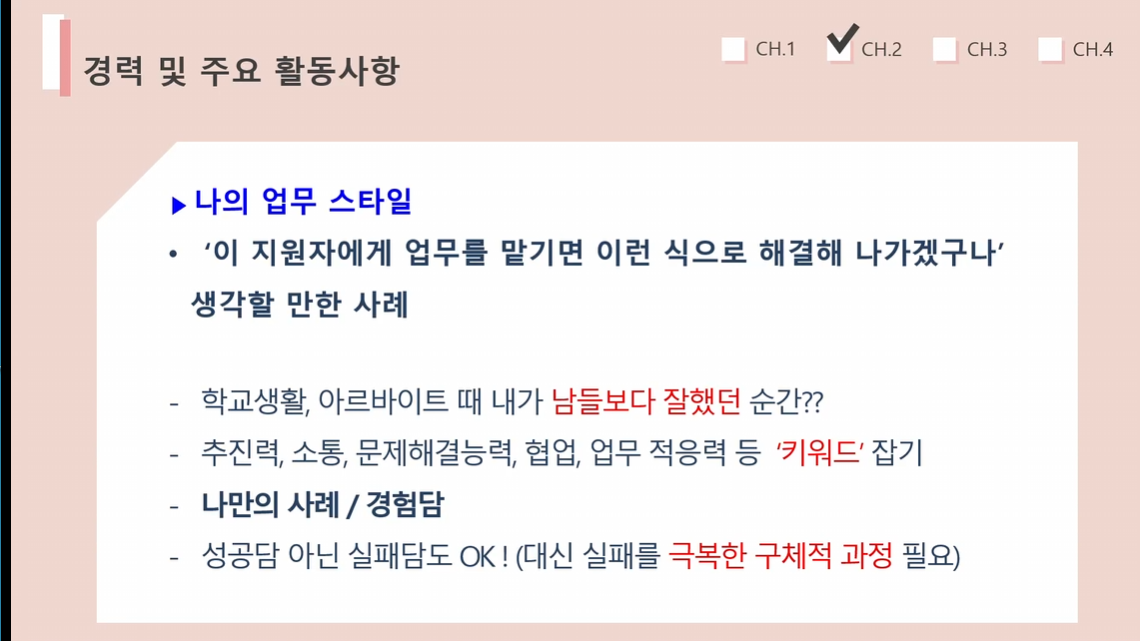 경력 및 주요 활동사항
CH.1
CH.2
CH.3
CH.4
▶나의 업무 스타일
• ‘이 지원자에게 업무를 맡기면 이런 식으로 해결해 나가겠구나’
생각할 만한 사례
- 학교생활, 아르바이트 때 내가 남들보다 잘했던 순간??
- 추진력, 소통, 문제해결능력, 협업, 업무 적응력 등 ‘키워드’ 잡기
- 나만의 사례 / 경험담
- 성공담 아닌 실패담도 OK ! (대신 실패를 극복한 구체적 과정 필요)